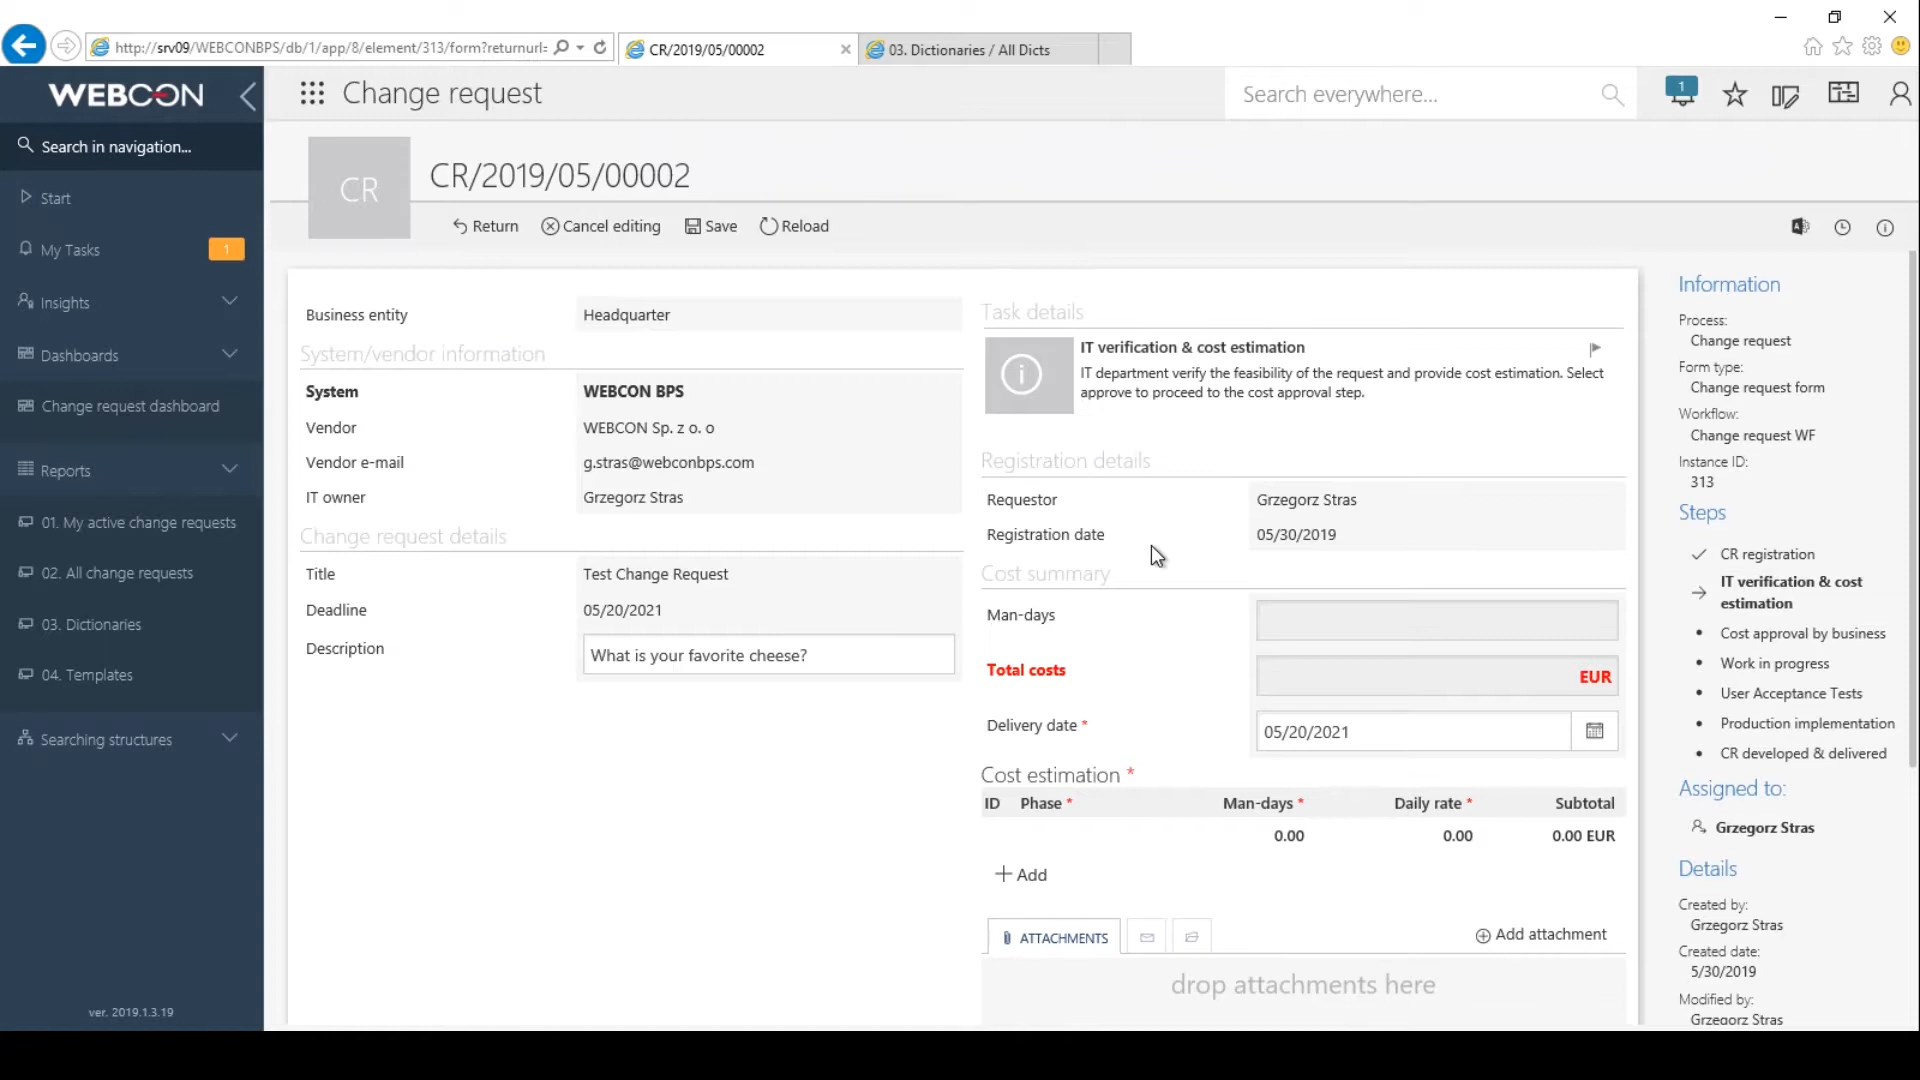 http://srv09/WEBCONBPS/db/1/app/8/element/313/form?returnurl=
CR/2019/05/00002
03. Dictionaries / All Dicts
WEBCON
Change request
Search everywhere...
1
Search in navigation...
Start
My Tasks
1
Insights
Dashboards
Change request dashboard
Reports
01. My active change requests
02. All change requests
03. Dictionaries
04. Templates
Searching structures
ver. 2019.1.3.19
CR
CR/2019/05/00002
Return
Cancel editing
Save
Reload
Business entity
Headquarter
System/vendor information
System
WEBCON BPS
Vendor
WEBCON Sp. z o. o
Vendor e-mail
g.stras@webconbps.com
IT owner
Grzegorz Stras
Change request details
Title
Test Change Request
Deadline
05/20/2021
Description
What is your favorite cheese?
Task details
IT verification & cost estimation
IT department verify the feasibility of the request and provide cost estimation. Select
approve to proceed to the cost approval step.
Registration details
Requestor
Grzegorz Stras
Registration date
05/30/2019
Cost summary
Man-days
Total costs
EUR
Delivery date *
05/20/2021
Cost estimation *
ID Phase * Man-days * Daily rate * Subtotal
0.00 0.00 0.00 EUR
Add
ATTACHMENTS
Add attachment
drop attachments here
Information
Process:
Change request
Form type:
Change request form
Workflow:
Change request WF
Instance ID:
313
Steps
CR registration
IT verification & cost
estimation
Cost approval by business
Work in progress
User Acceptance Tests
Production implementation
CR developed & delivered
Assigned to:
Grzegorz Stras
Details
Created by:
Grzegorz Stras
Created date:
5/30/2019
Modified by:
Grzegorz Stras